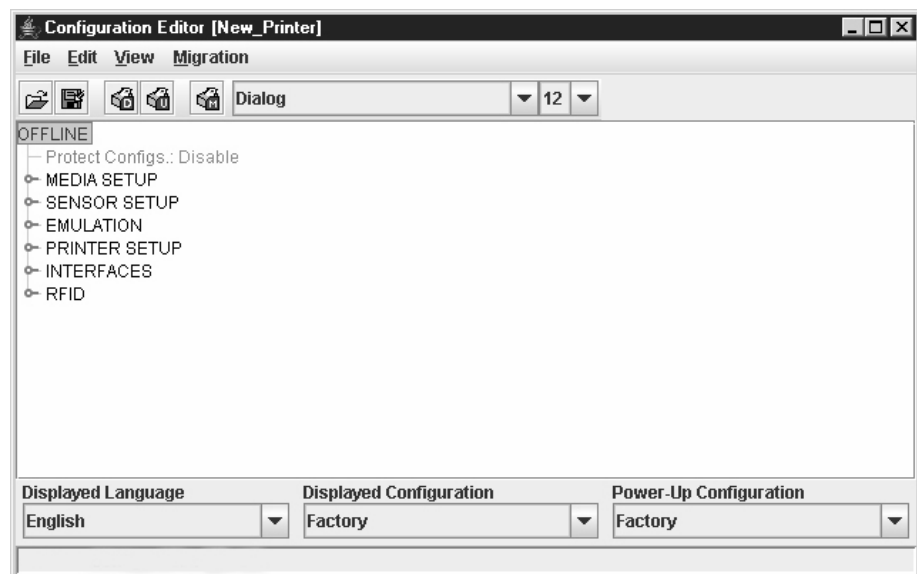 Configuration Editor [New_Printer]
File Edit View Migration
Dialog 12
OFFLINE
Protect Configs.: Disable
MEDIA SETUP
SENSOR SETUP
EMULATION
PRINTER SETUP
INTERFACES
RFID
Displayed Language Displayed Configuration Power-Up Configuration
English Factory Factory